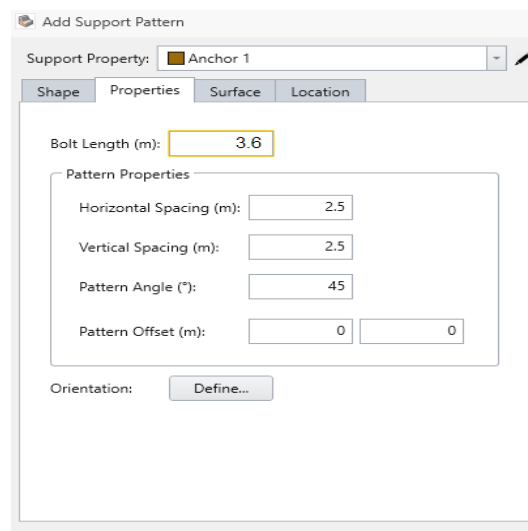 Add Support Pattern
Support Property: Anchor 1
Shape Properties Surface Location
Bolt Length (m): 3.6
Pattern Properties
Horizontal Spacing (m): 2.5
Vertical Spacing (m): 2.5
Pattern Angle (°): 45
Pattern Offset (m): 0 0
Orientation: Define...